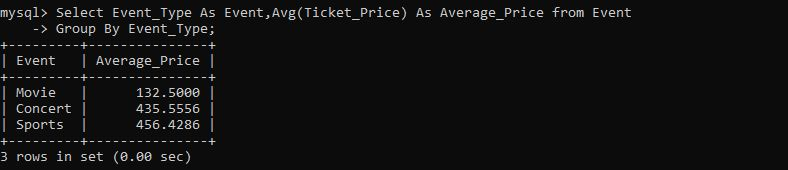 mysql> Select Event_Type As Event,Avg(Ticket_Price) As Average_Price from Event
    -> Group By Event_Type;
+---------+---------------+
| Event   | Average_Price |
+---------+---------------+
| Movie   |      132.5000 |
| Concert |      435.5556 |
| Sports  |      456.4286 |
+---------+---------------+
3 rows in set (0.00 sec)